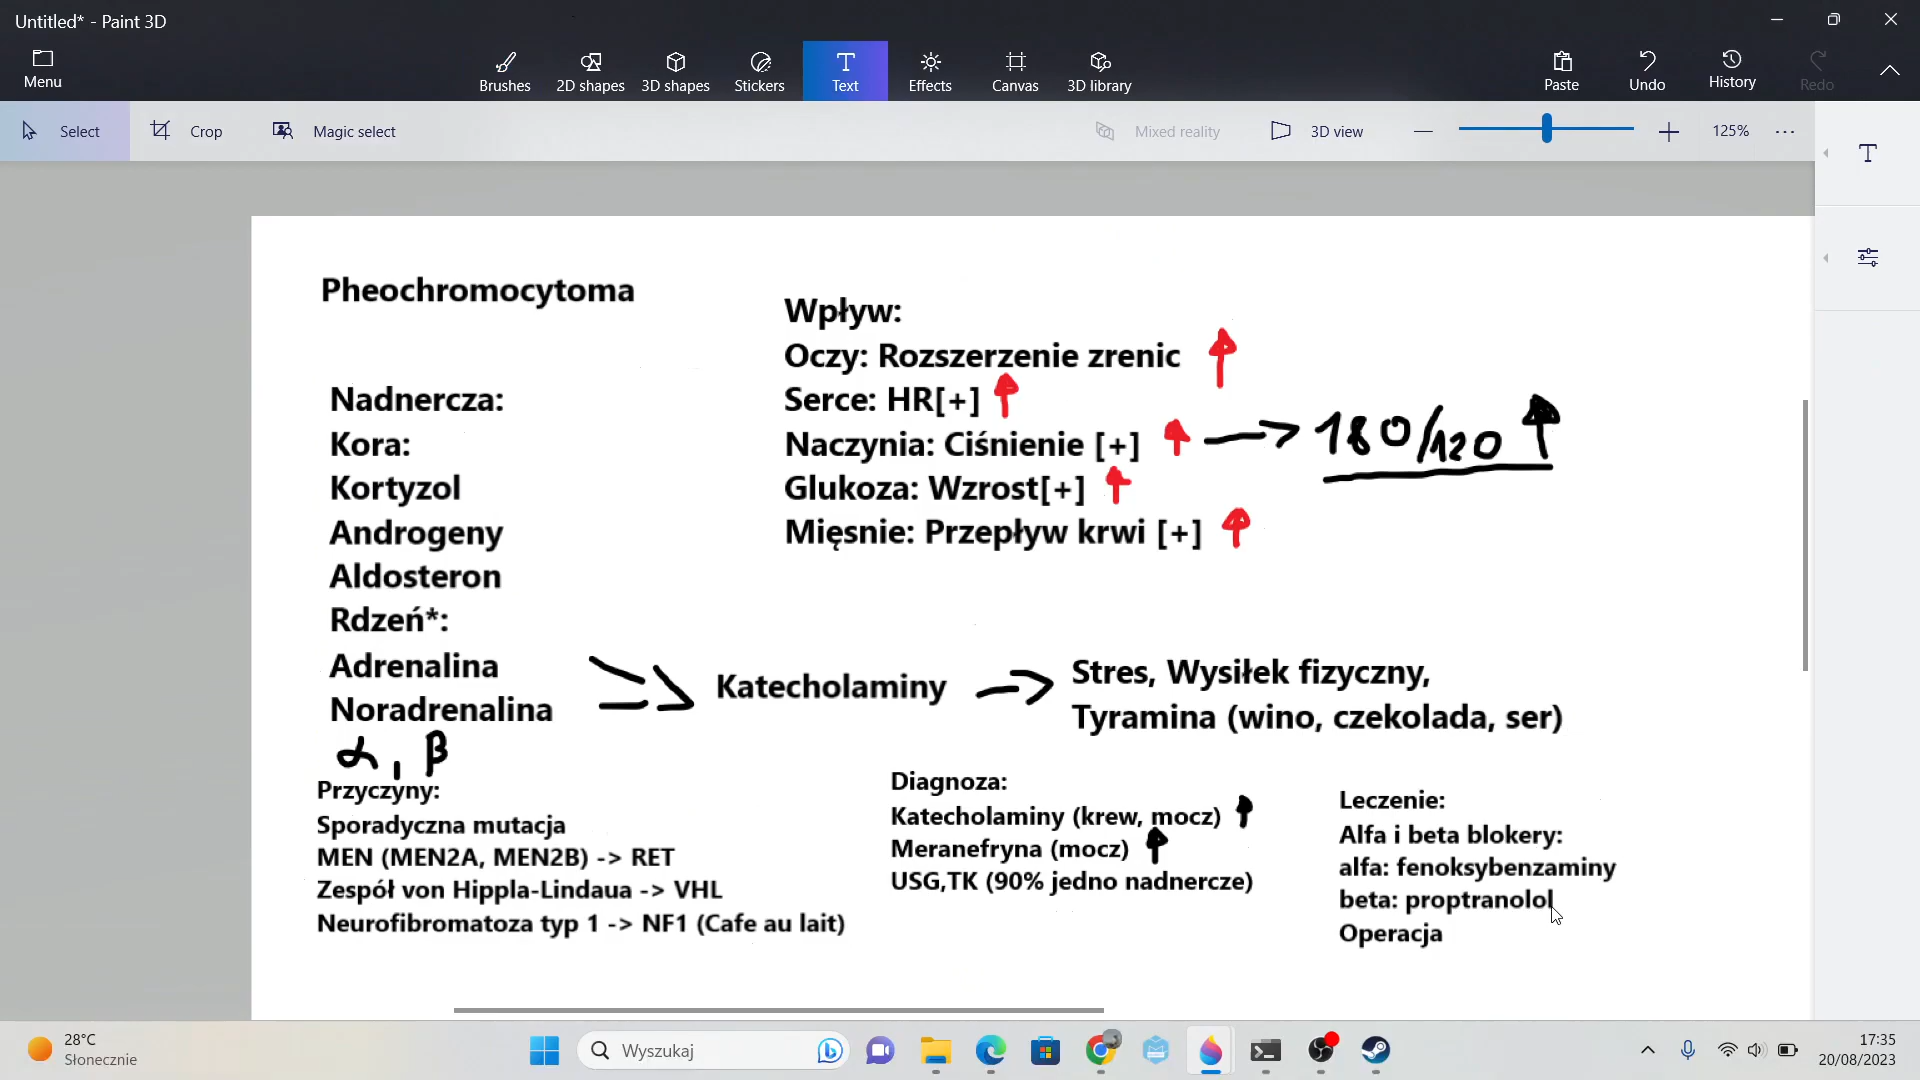 Untitled* - Paint 3D
Menu
Brushes
2D shapes
3D shapes
Stickers
Text
Effects
Canvas
3D library
Paste
Undo
History
Redo
Select
Crop
Magic select
Mixed reality
3D view
125%
Pheochromocytoma
Nadnercza:
Kora:
Kortyzol
Androgeny
Aldosteron
Rdzeń*:
Adrenalina
Noradrenalina
α, β
Wpływ:
Oczy: Rozszerzenie zrenic
Serce: HR[+]
Naczynia: Ciśnienie [+] → 180/120
Glukoza: Wzrost[+]
Mięsnie: Przepływ krwi [+]
Katecholaminy
Stres, Wysiłek fizyczny,
Tyramina (wino, czekolada, ser)
Przyczyny:
Sporadyczna mutacja
MEN (MEN2A, MEN2B) -> RET
Zespół von Hippla-Lindaua -> VHL
Neurofibromatoza typ 1 -> NF1 (Cafe au lait)
Diagnoza:
Katecholaminy (krew, mocz)
Meranefryna (mocz)
USG,TK (90% jedno nadnercze)
Leczenie:
Alfa i beta blokery:
alfa: fenoksybenzaminy
beta: proptranolol
Operacja
28°C
Słonecznie
Wyszukaj
17:35
20/08/2023